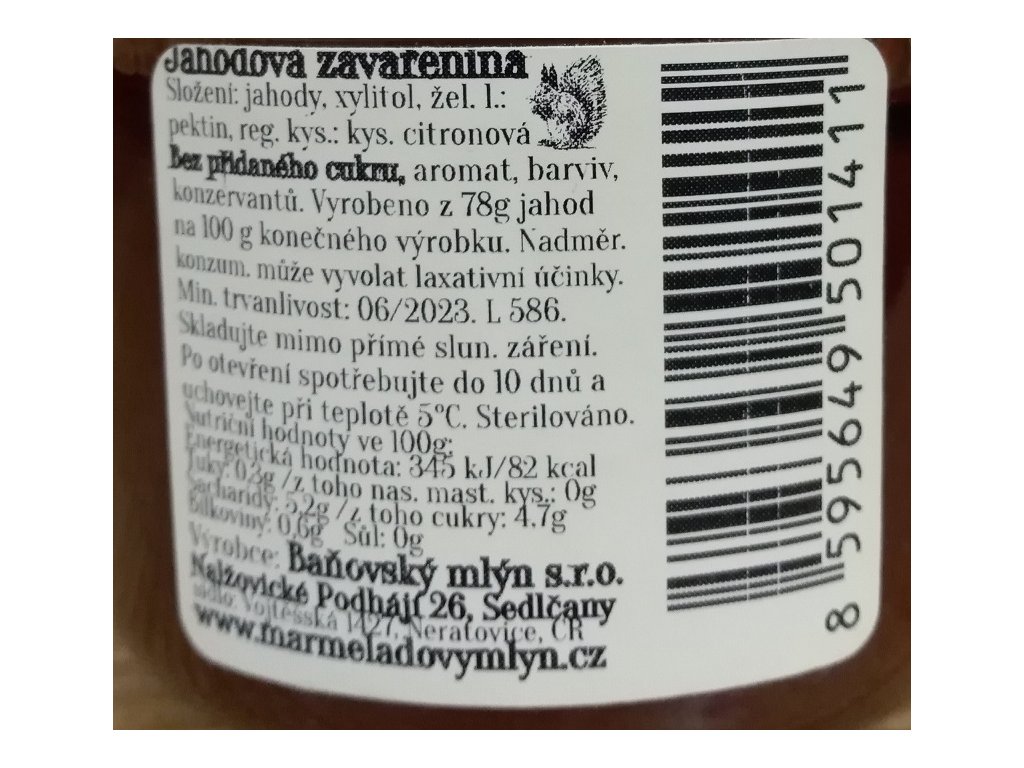 Jahodová zavařenina
Složení: jahody, xylitol, žel. l.:
pektin, reg. kys.: kys. citronová
Bez přidaného cukru, aromat, barviv,
konzervantů. Vyrobeno z 78g jahod
na 100 g konečného výrobku. Nadměr.
konzum. může vyvolat laxativní účinky.
Min. trvanlivost: 06/2023. L 586.
Skladujte mimo přímé slun. záření.
Po otevření spotřebujte do 10 dnů a
uchovejte při teplotě 5°C. Sterilováno.
Nutriční hodnoty ve 100g:
Energetická hodnota: 345 kJ/82 kcal
Tuky: 0,3g /z toho nas. mast. kys.: 0g
Sacharidy: 5,2g /z toho cukry: 4,7g
Bílkoviny: 0,6g Sůl: 0g
Výrobce: Baňovský mlýn s.r.o.
Nalžovické Podhájí 26, Sedlčany
sídlo: Vojtěšská 1427, Neratovice, ČR
www.marmeladovymlyn.cz
8 595649 501411